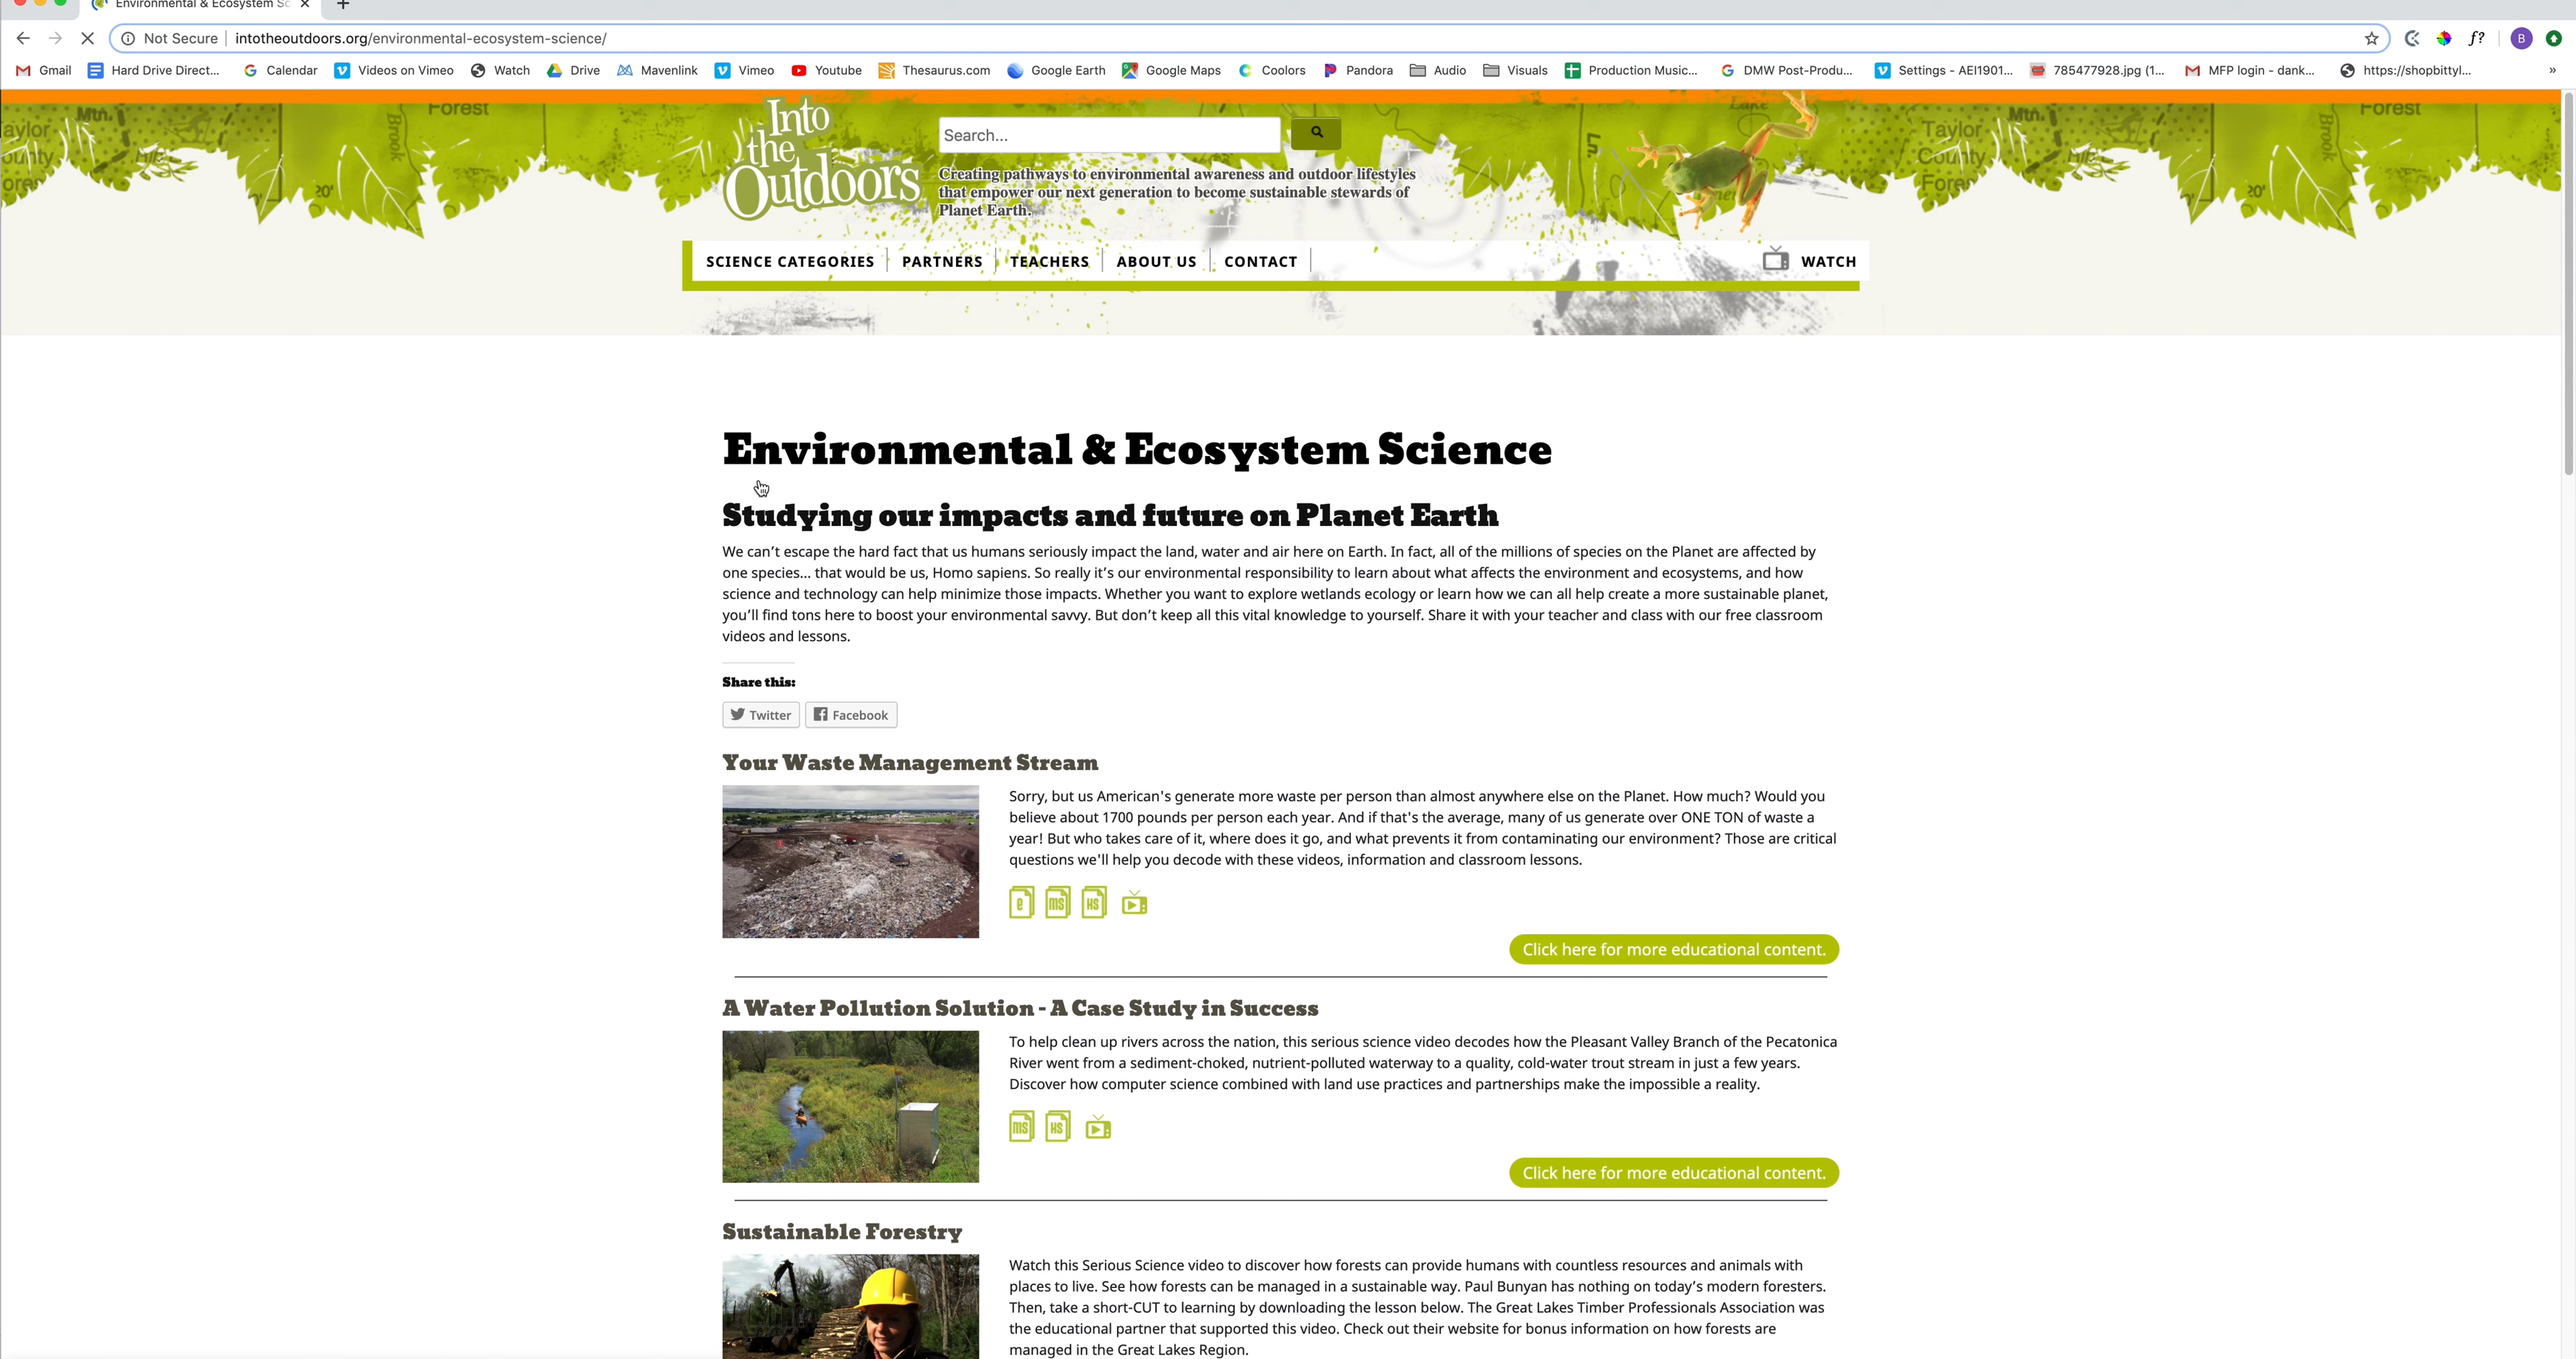 Environmental & Ecosystem Sc
Not Secure intotheoutdoors.org/environmental-ecosystem-science/
Gmail Hard Drive Direct... Calendar Videos on Vimeo Watch Drive Mavenlink Vimeo Youtube Thesaurus.com Google Earth Google Maps Coolors Pandora Audio Visuals Production Music... DMW Post-Produ... Settings - AEI1901... 785477928.jpg (1... MFP login - dank... https://shopbittyl... »
Into
the
Outdoors
Search...
Creating pathways to environmental awareness and outdoor lifestyles
that empower our next generation to become sustainable stewards of
Planet Earth.
Forest
Mtn.
Brook
20'
Lake
Ln.
Taylor
County
Forest
Mtn.
Brook
20'
Forest
SCIENCE CATEGORIES PARTNERS TEACHERS ABOUT US CONTACT WATCH
Environmental & Ecosystem Science
Studying our impacts and future on Planet Earth
We can't escape the hard fact that us humans seriously impact the land, water and air here on Earth. In fact, all of the millions of species on the Planet are affected by
one species... that would be us, Homo sapiens. So really it's our environmental responsibility to learn about what affects the environment and ecosystems, and how
science and technology can help minimize those impacts. Whether you want to explore wetlands ecology or learn how we can all help create a more sustainable planet,
you'll find tons here to boost your environmental savvy. But don't keep all this vital knowledge to yourself. Share it with your teacher and class with our free classroom
videos and lessons.
Share this:
Twitter Facebook
Your Waste Management Stream
Sorry, but us American's generate more waste per person than almost anywhere else on the Planet. How much? Would you
believe about 1700 pounds per person each year. And if that's the average, many of us generate over ONE TON of waste a
year! But who takes care of it, where does it go, and what prevents it from contaminating our environment? Those are critical
questions we'll help you decode with these videos, information and classroom lessons.
e MS HS
Click here for more educational content.
A Water Pollution Solution - A Case Study in Success
To help clean up rivers across the nation, this serious science video decodes how the Pleasant Valley Branch of the Pecatonica
River went from a sediment-choked, nutrient-polluted waterway to a quality, cold-water trout stream in just a few years.
Discover how computer science combined with land use practices and partnerships make the impossible a reality.
MS HS
Click here for more educational content.
Sustainable Forestry
Watch this Serious Science video to discover how forests can provide humans with countless resources and animals with
places to live. See how forests can be managed in a sustainable way. Paul Bunyan has nothing on today's modern foresters.
Then, take a short-CUT to learning by downloading the lesson below. The Great Lakes Timber Professionals Association was
the educational partner that supported this video. Check out their website for bonus information on how forests are
managed in the Great Lakes Region.